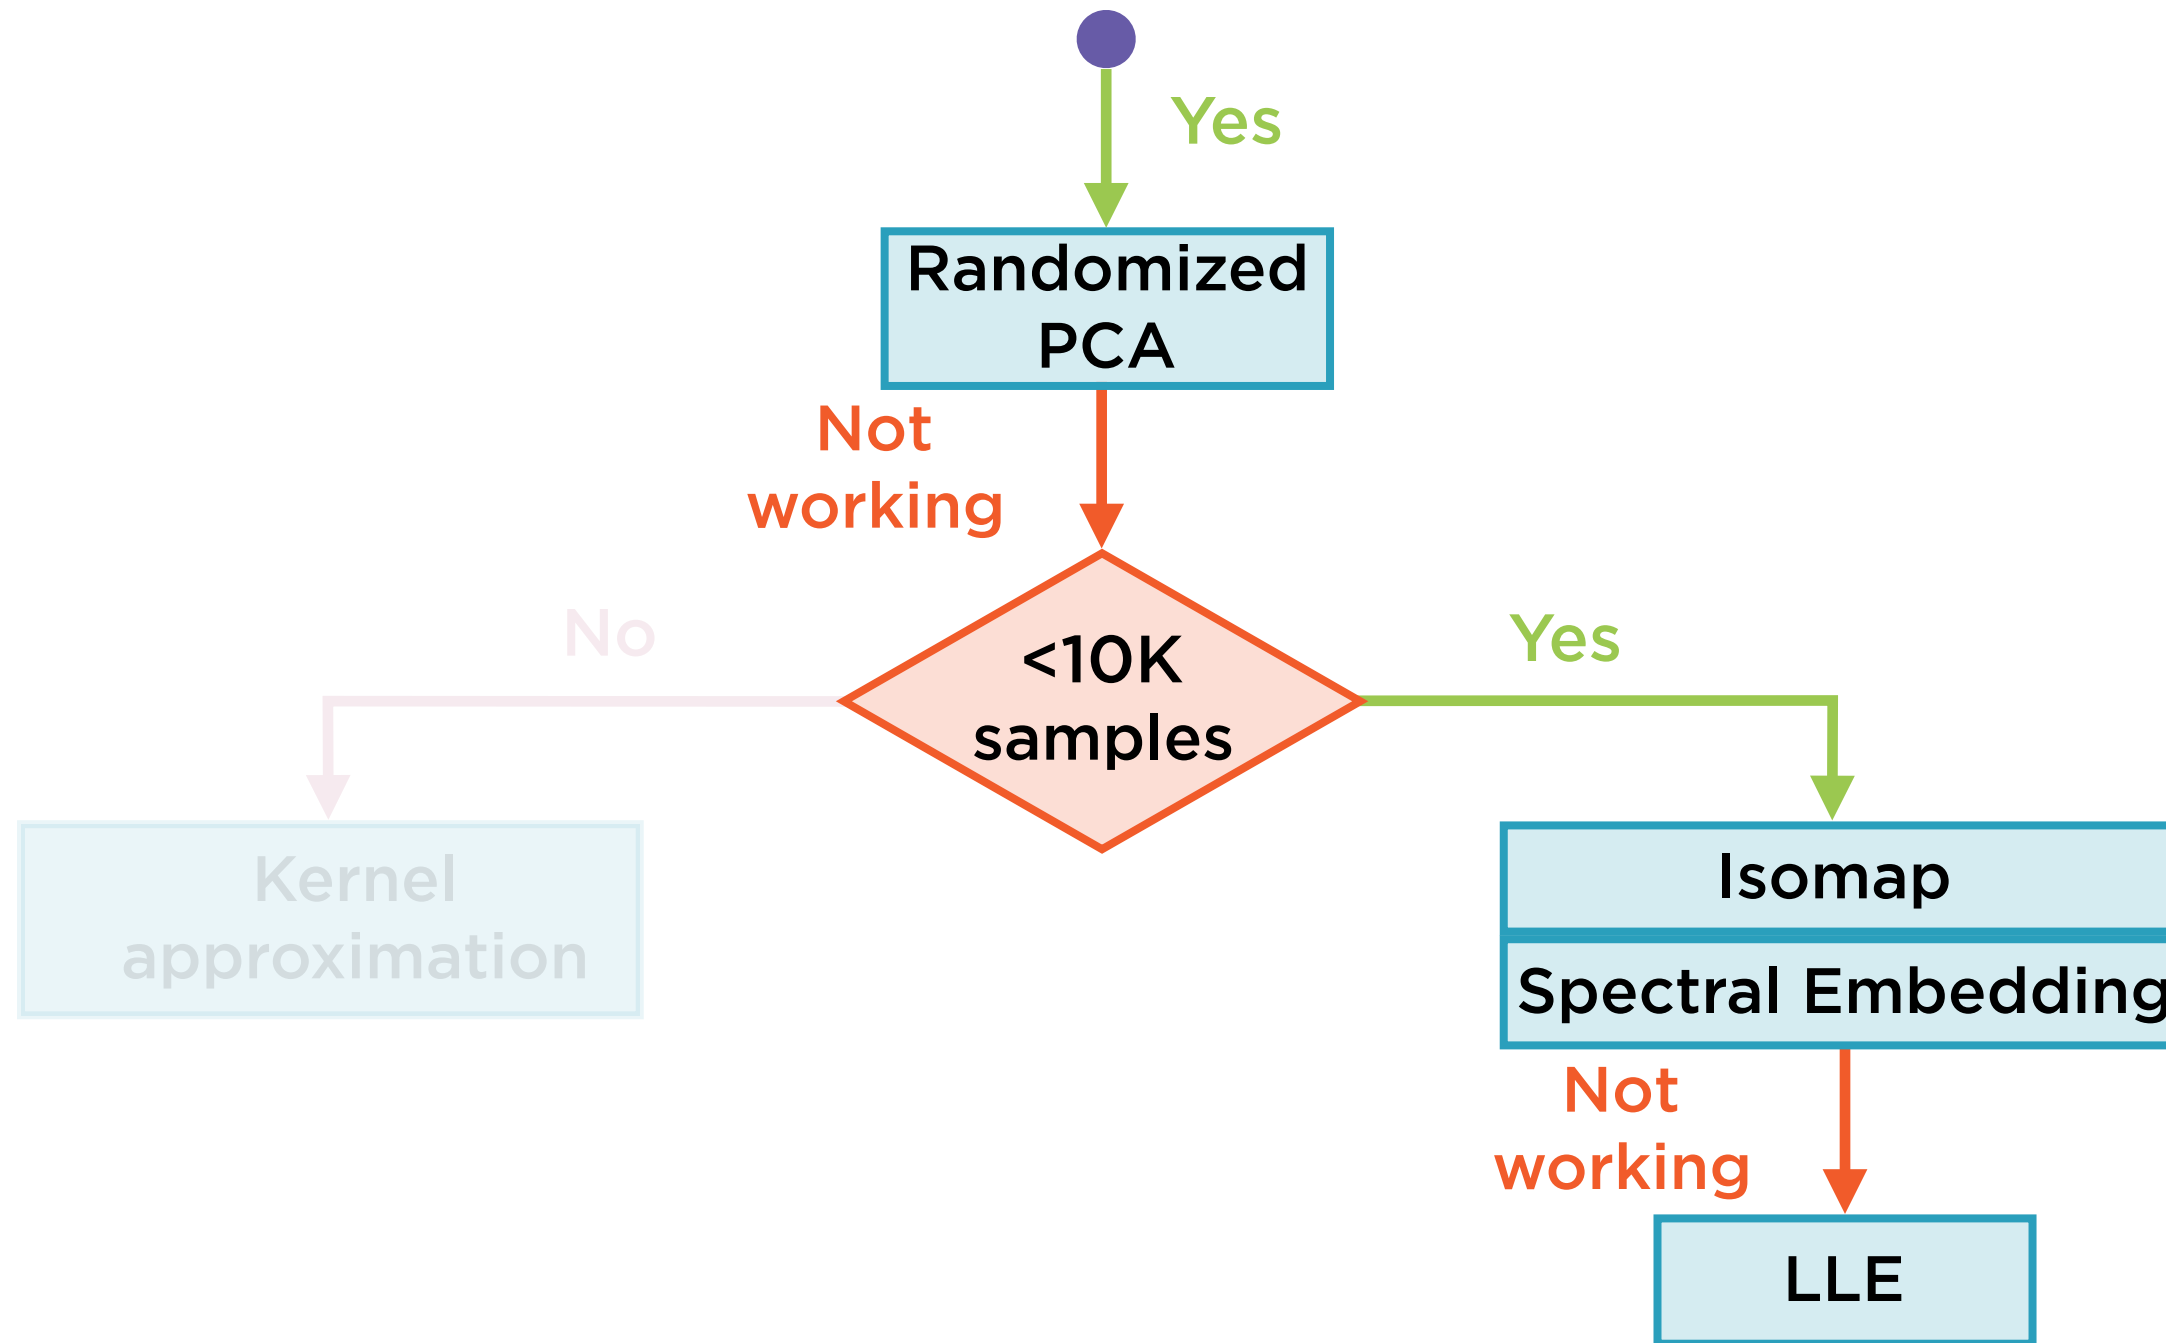 Yes
Randomized
PCA
Not
working
No
<10K
samples
Yes
Kernel
approximation
Isomap
Spectral Embedding
Not
working
LLE